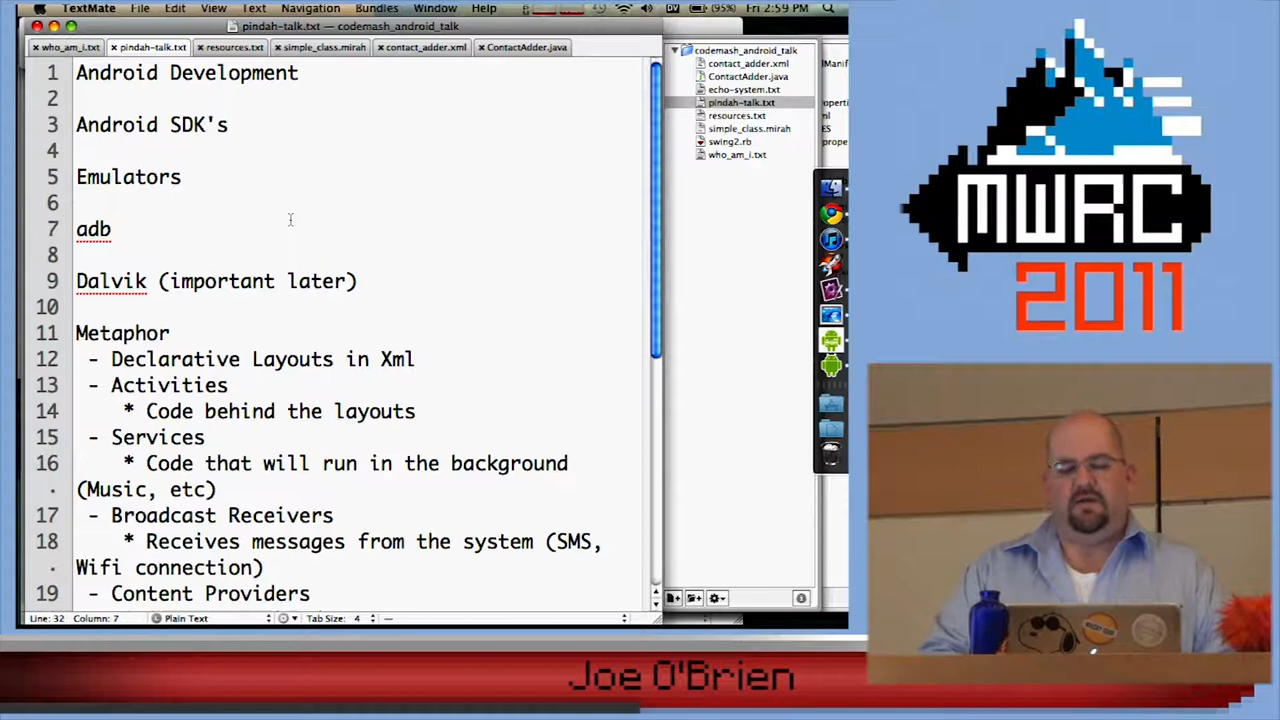 TextMate File Edit View Text Navigation Bundles Window Help (95%) Fri 2:59 PM
pindah-talk.txt — codemash_android_talk
who_am_i.txt pindah-talk.txt resources.txt simple_class.mirah contact_adder.xml ContactAdder.java
1 Android Development
2
3 Android SDK's
4
5 Emulators
6
7 adb
8
9 Dalvik (important later)
10
11 Metaphor
12 - Declarative Layouts in Xml
13 - Activities
14 * Code behind the layouts
15 - Services
16 * Code that will run in the background
(Music, etc)
17 - Broadcast Receivers
18 * Receives messages from the system (SMS,
Wifi connection)
19 - Content Providers
Line: 32 Column: 7 Plain Text Tab Size: 4
codemash_android_talk
contact_adder.xml
ContactAdder.java
echo-system.txt
pindah-talk.txt
resources.txt
simple_class.mirah
swing2.rb
who_am_i.txt
MWRC
2011
Joe O'Brien